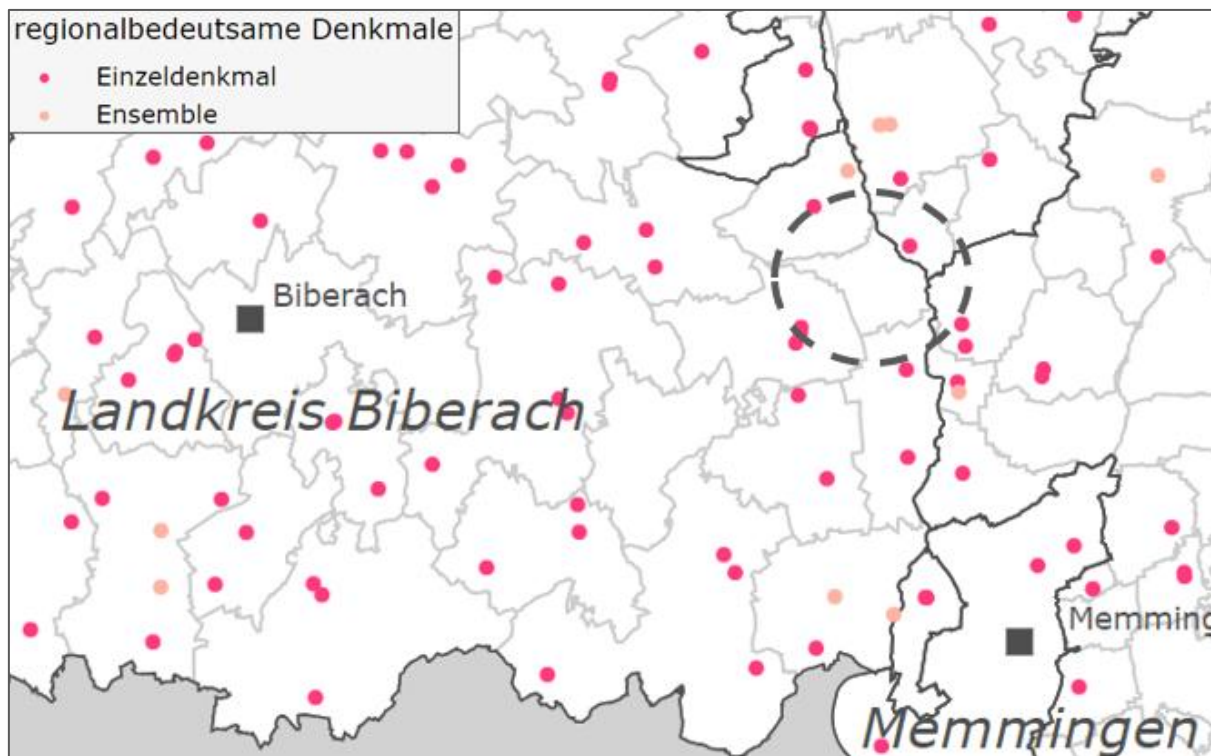 regionalbedeutsame Denkmale
Einzeldenkmal
Ensemble
Biberach
Landkreis Biberach
Memming
Memmingen